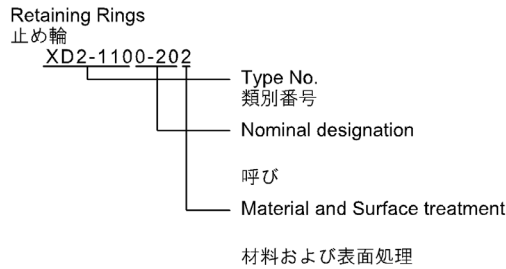 Retaining Rings
止め輪
XD2-1100-202
Type No.
類別番号
Nominal designation
呼び
Material and Surface treatment
材料および表面処理